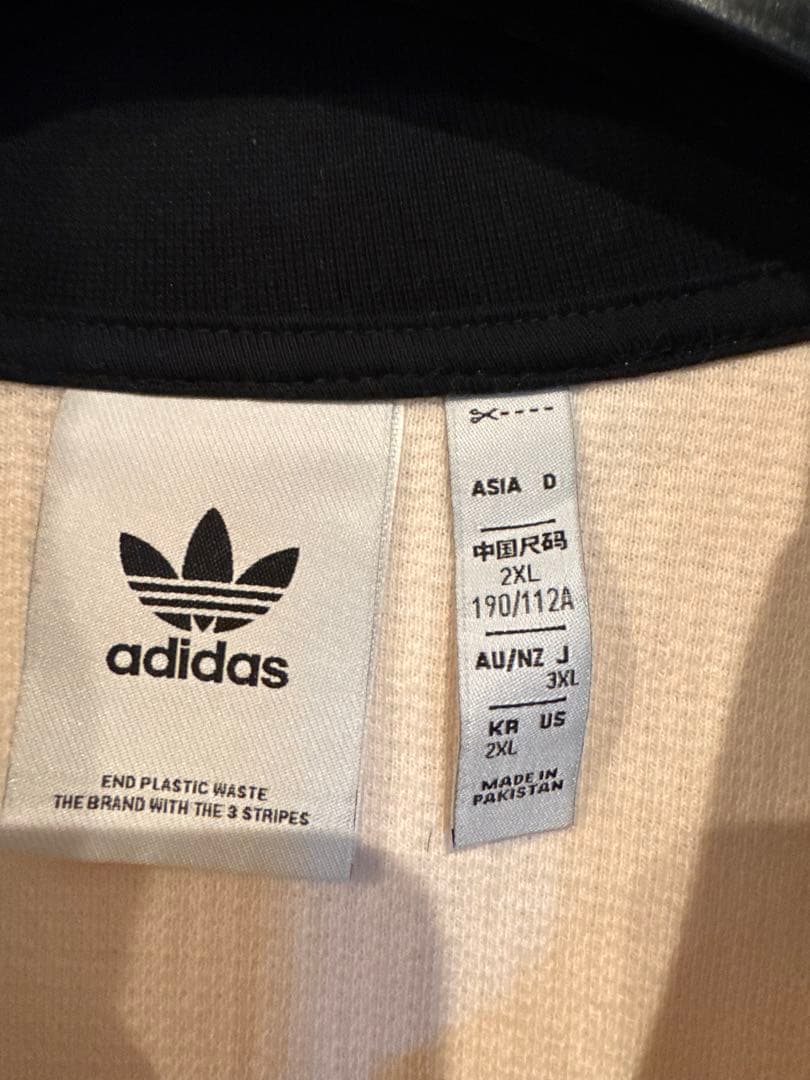 adidas
END PLASTIC WASTE
THE BRAND WITH THE 3 STRIPES
ASIA D
中国尺码
2XL
190/112A
AU/NZ J
3XL
KR US
2XL
MADE IN
PAKISTAN